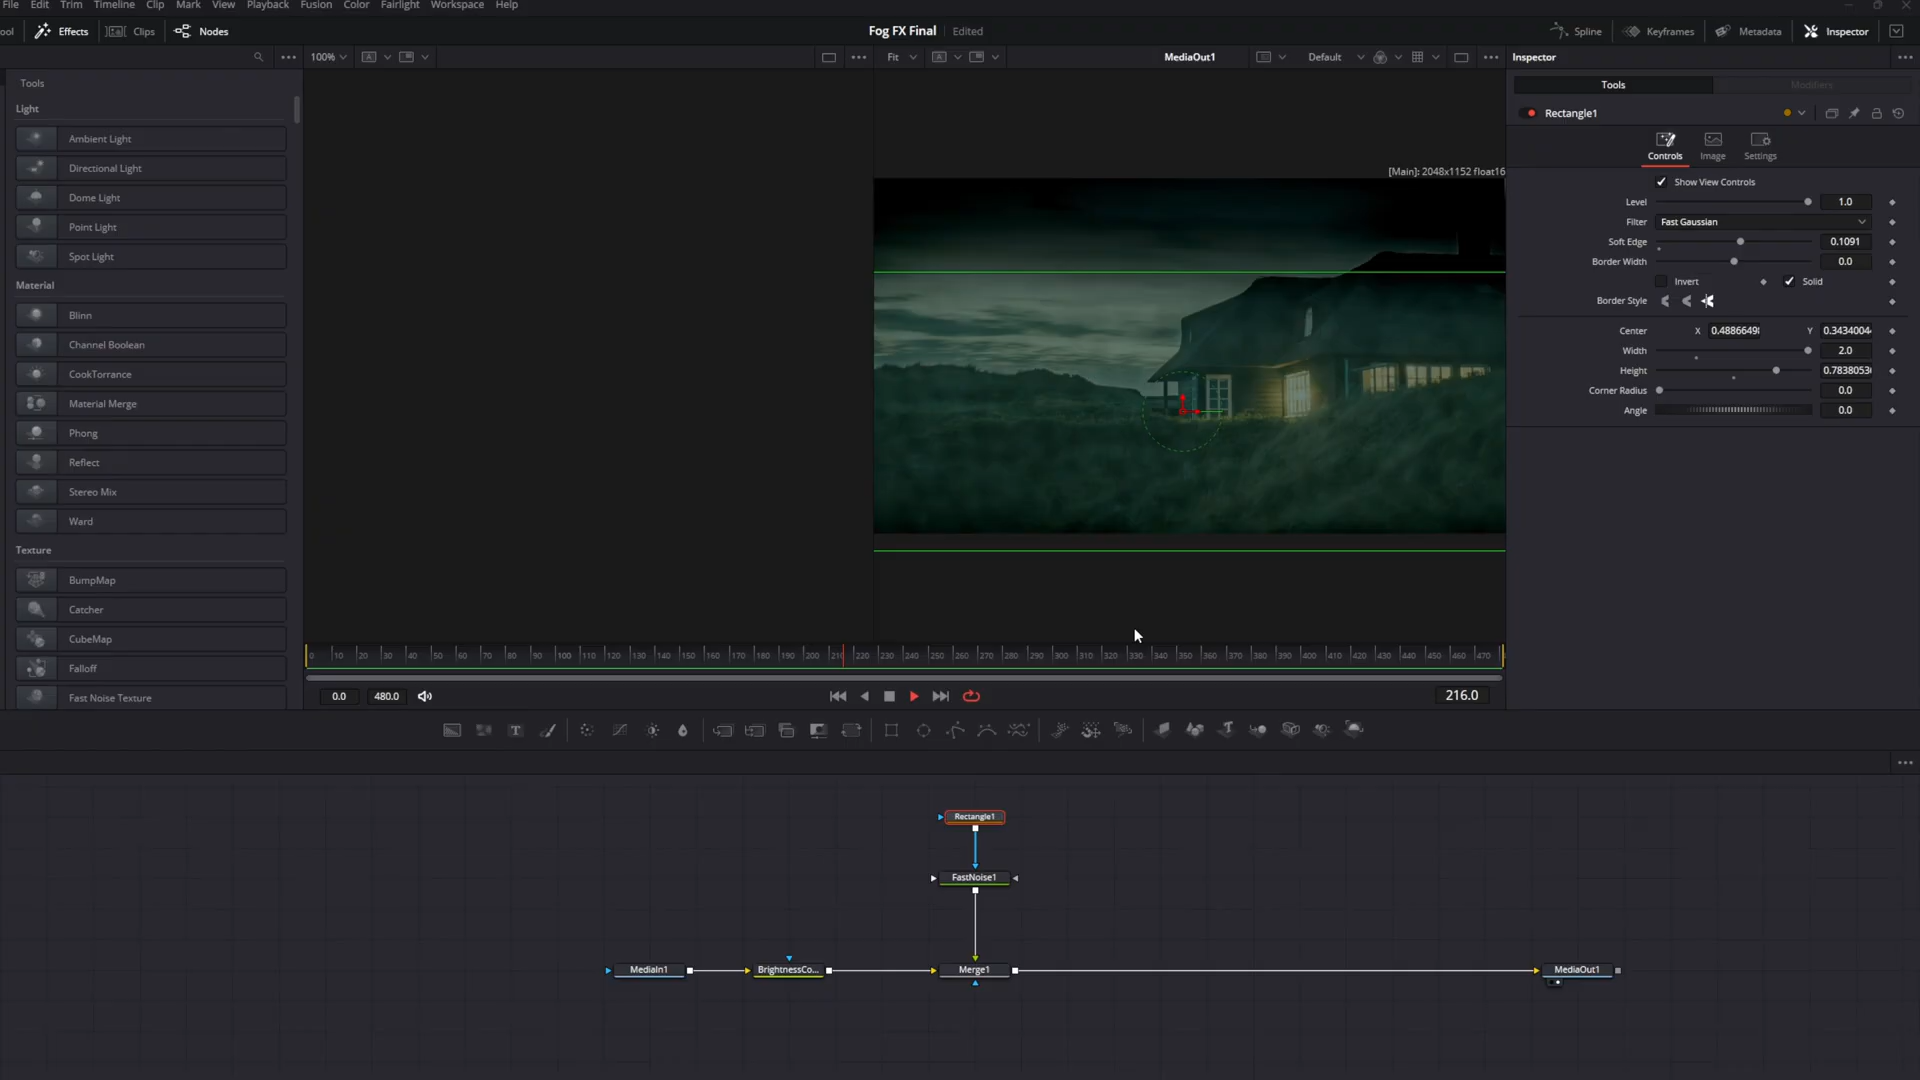 File Edit Trim Timeline Clip Mark View Playback Fusion Color Fairlight Workspace Help
ool Effects Clips Nodes Fog FX Final Edited Spline Keyframes Metadata Inspector
100% Fit MediaOut1 Default Inspector
Tools
Light
Ambient Light
Directional Light
Dome Light
Point Light
Spot Light
Material
Blinn
Channel Boolean
CookTorrance
Material Merge
Phong
Reflect
Stereo Mix
Ward
Texture
BumpMap
Catcher
CubeMap
Falloff
Fast Noise Texture
[Main]: 2048x1152 float16
0 10 20 30 40 50 60 70 80 90 100 110 120 130 140 150 160 170 180 190 200 210 220 230 240 250 260 270 280 290 300 310 320 330 340 350 360 370 380 390 400 410 420 430 440 450 460 470
0.0 480.0 216.0
Tools Modifiers
Rectangle1
Controls Image Settings
Show View Controls
Level 1.0
Filter Fast Gaussian
Soft Edge 0.1091
Border Width 0.0
Invert Solid
Border Style
Center X 0.4886649 Y 0.3434004
Width 2.0
Height 0.7838053
Corner Radius 0.0
Angle 0.0
T
Rectangle1
FastNoise1
MediaIn1 BrightnessCo... Merge1 MediaOut1